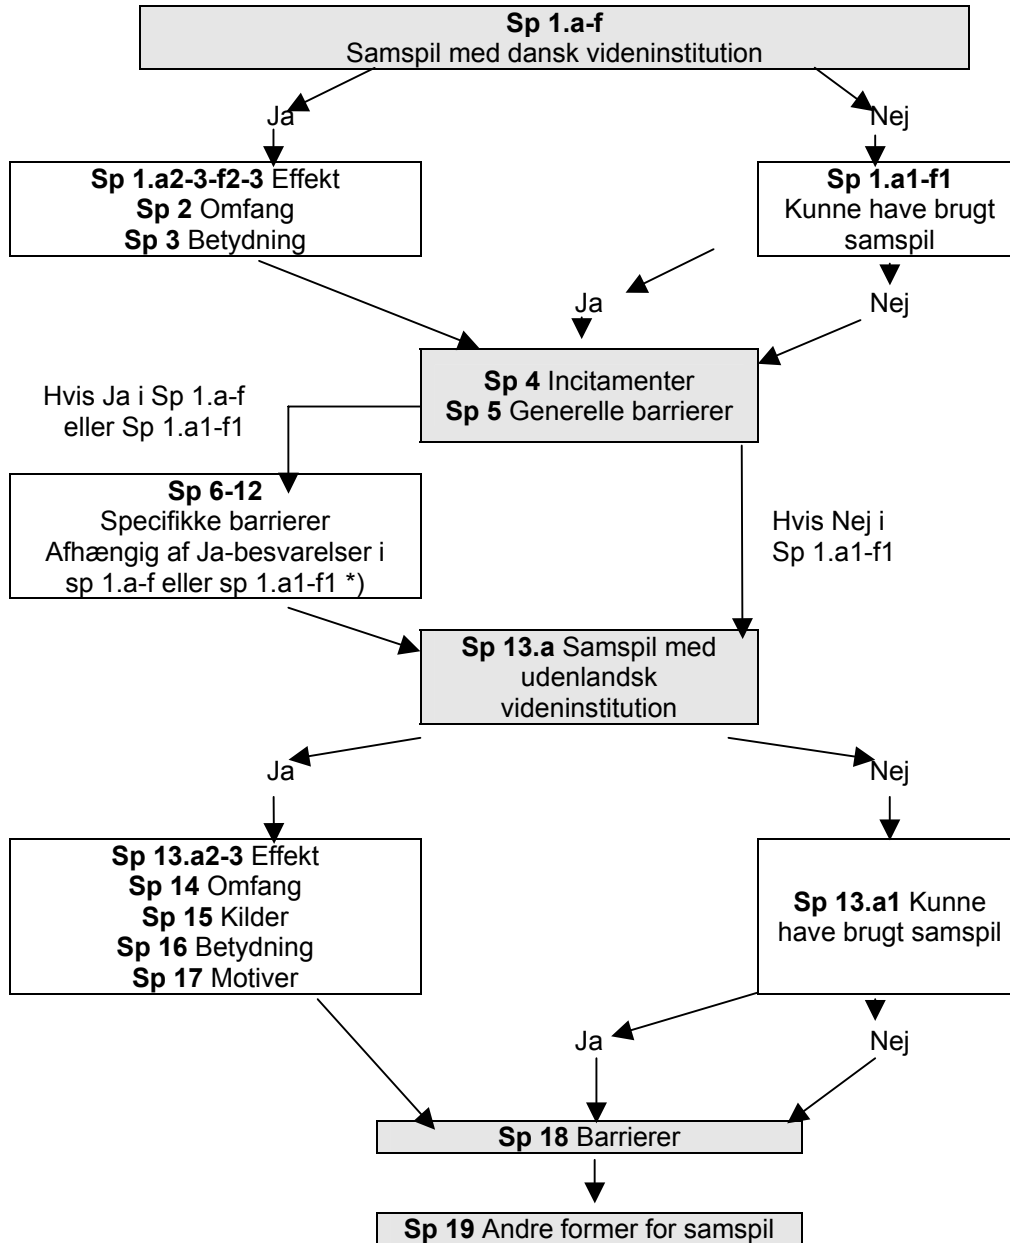 Sp 1.a-f
Samspil med dansk videninstitution
Ja
Nej
Sp 1.a2-3-f2-3 Effekt
Sp 2 Omfang
Sp 3 Betydning
Sp 1.a1-f1
Kunne have brugt
samspil
Ja
Nej
Sp 4 Incitamenter
Sp 5 Generelle barrierer
Hvis Ja i Sp 1.a-f
eller Sp 1.a1-f1
Sp 6-12
Specifikke barrierer
Afhængig af Ja-besvarelser i
sp 1.a-f eller sp 1.a1-f1 *)
Hvis Nej i
Sp 1.a1-f1
Sp 13.a Samspil med
udenlandsk
videninstitution
Ja
Nej
Sp 13.a2-3 Effekt
Sp 14 Omfang
Sp 15 Kilder
Sp 16 Betydning
Sp 17 Motiver
Sp 13.a1 Kunne
have brugt samspil
Ja
Nej
Sp 18 Barrierer
Sp 19 Andre former for samspil